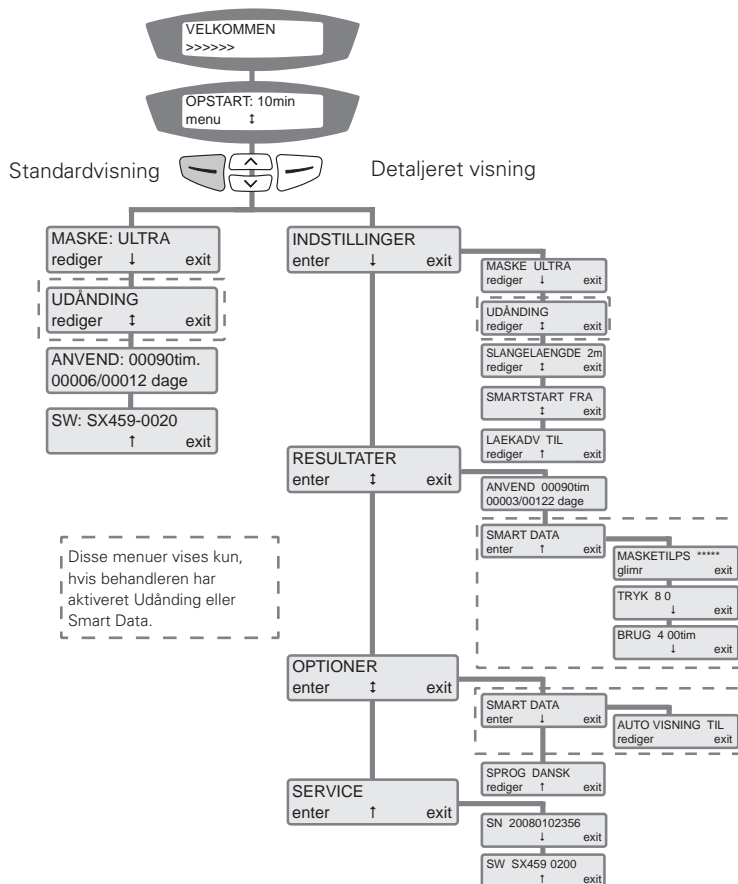 VELKOMMEN
>>>>>>
OPSTART: 10min
menu ↕
Standardvisning
Detaljeret visning
MASKE: ULTRA
rediger ↓ exit
UDÅNDING
rediger ↕ exit
ANVEND: 00090tim.
00006/00012 dage
SW: SX459-0020
↑ exit
Disse menuer vises kun,
hvis behandleren har
aktiveret Udånding eller
Smart Data.
INDSTILLINGER
enter ↓ exit
MASKE ULTRA
rediger ↓ exit
UDÅNDING
rediger ↕ exit
SLANGELAENGDE 2m
rediger ↕ exit
SMARTSTART FRA
↕ exit
LAEKADV TIL
rediger ↑ exit
RESULTATER
enter ↕ exit
ANVEND 00090tim
00003/00122 dage
SMART DATA
enter ↑ exit
MASKETILPS *****
glimr exit
TRYK 8 0
↓ exit
BRUG 4 00tim
↓ exit
OPTIONER
enter ↕ exit
SMART DATA
enter ↓ exit
AUTO VISNING TIL
rediger exit
SPROG DANSK
rediger ↑ exit
SERVICE
enter ↑ exit
SN 20080102356
↓ exit
SW SX459 0200
↑ exit